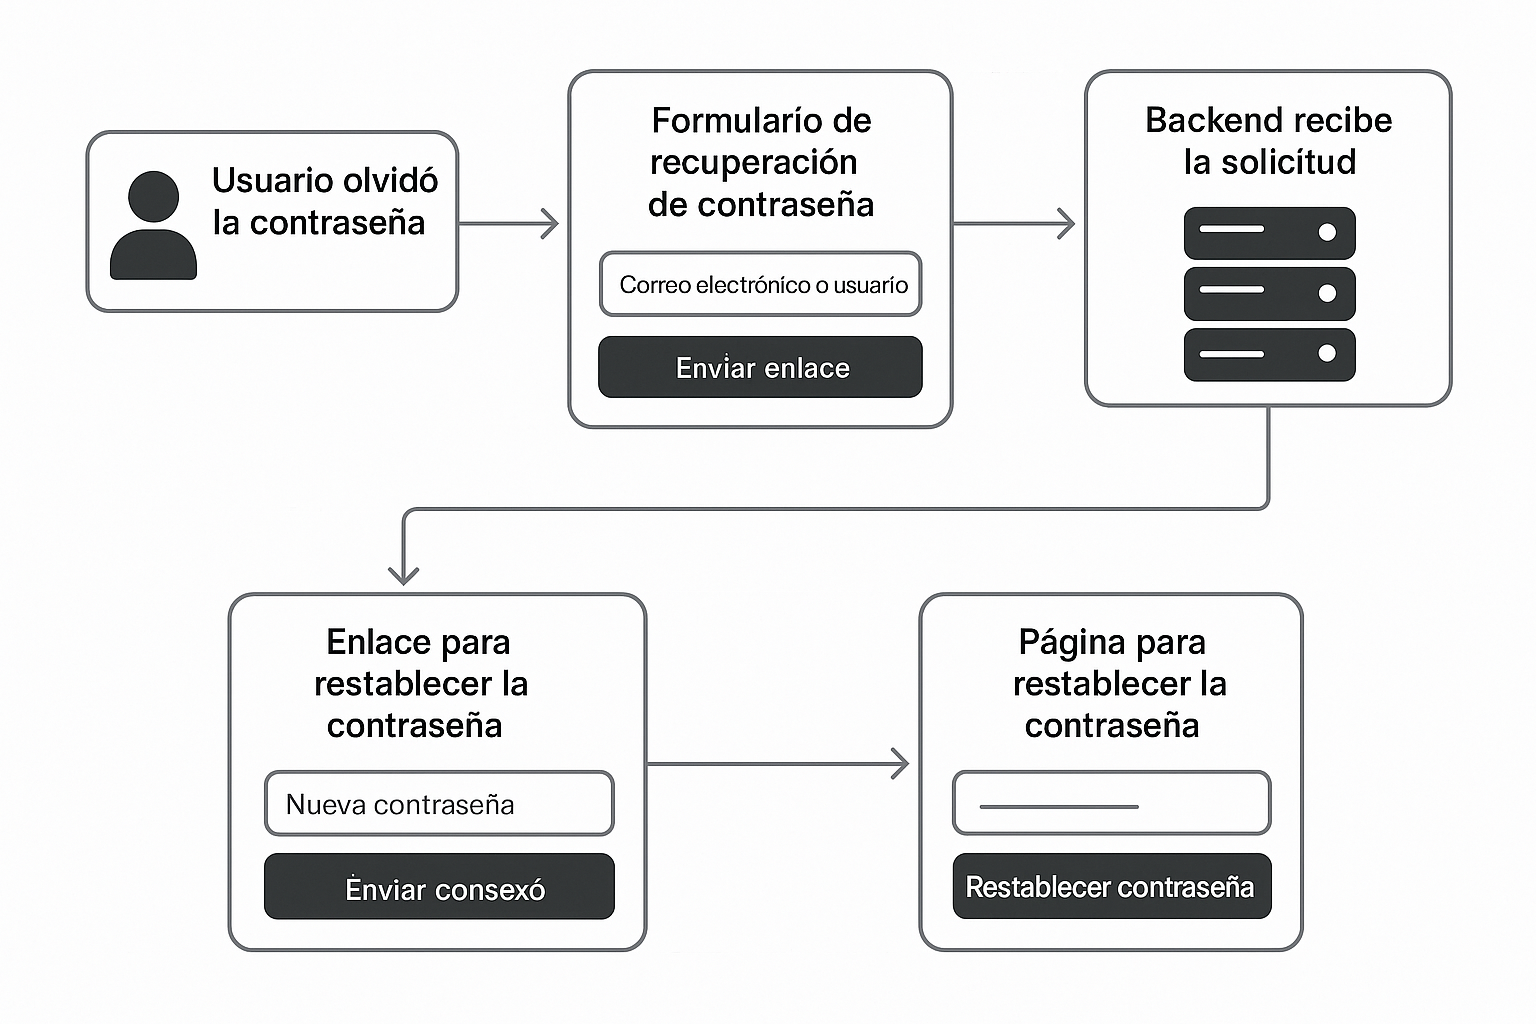 Usuario olvidó
la contraseña
Formularío de
recuperación
de contraseña
Correo electróníco o usuarío
Enviar enlace
Backend recibe
la solicítud
Enlace para
restablecer la
contraseña
Nueva contraseña
Enviar consexó
Página para
restablecer la
contraseña
Restablecer contraseña